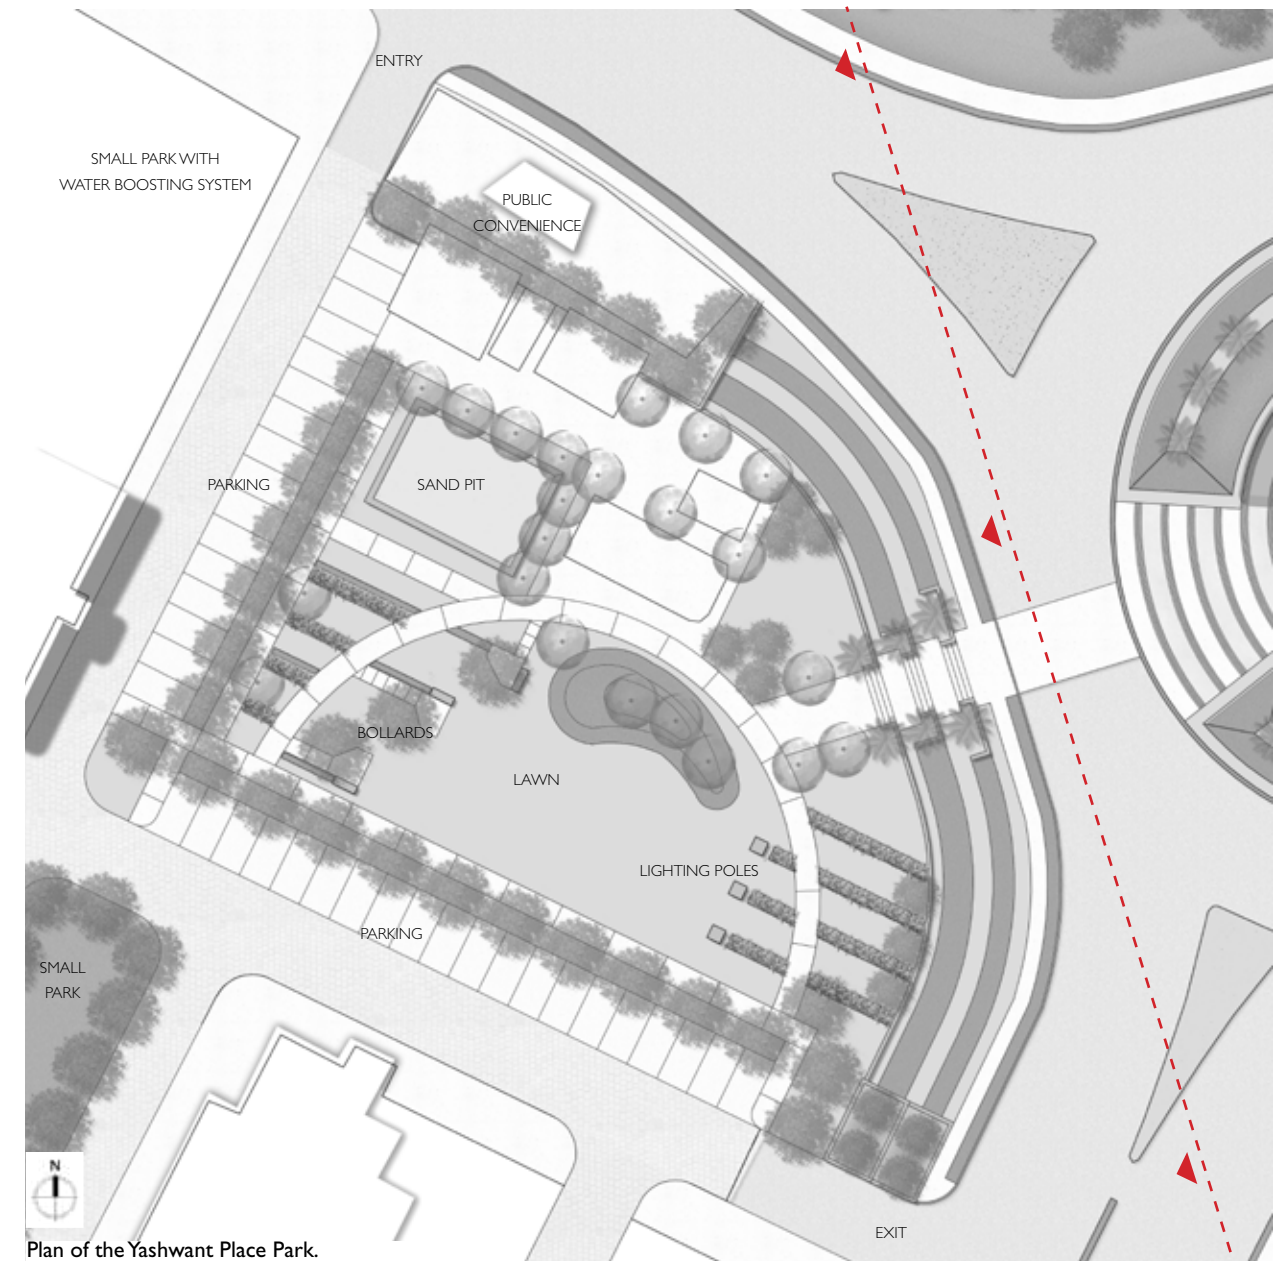 ENTRY
SMALL PARK WITH
WATER BOOSTING SYSTEM
PUBLIC
CONVENIENCE
PARKING
SAND PIT
BOLLARDS
LAWN
LIGHTING POLES
PARKING
SMALL
PARK
N
EXIT
Plan of the Yashwant Place Park.